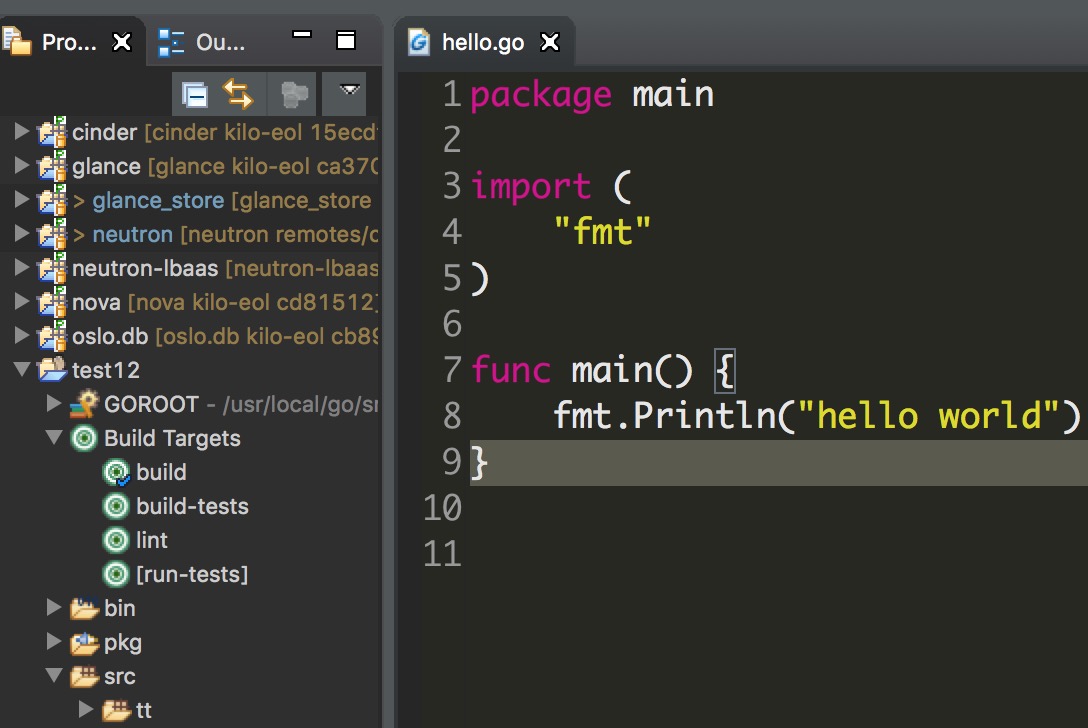 Pro...
Ou...
cinder [cinder kilo-eol 15ecd
glance [glance kilo-eol ca370
> glance_store [glance_store
> neutron [neutron remotes/o
neutron-lbaas [neutron-lbaas
nova [nova kilo-eol cd81512]
oslo.db [oslo.db kilo-eol cb89
test12
GOROOT - /usr/local/go/sr
Build Targets
build
build-tests
lint
[run-tests]
bin
pkg
src
tt
hello.go
1 package main
2
3 import (
4 "fmt"
5 )
6
7 func main() {
8 fmt.Println("hello world")
9 }
10
11